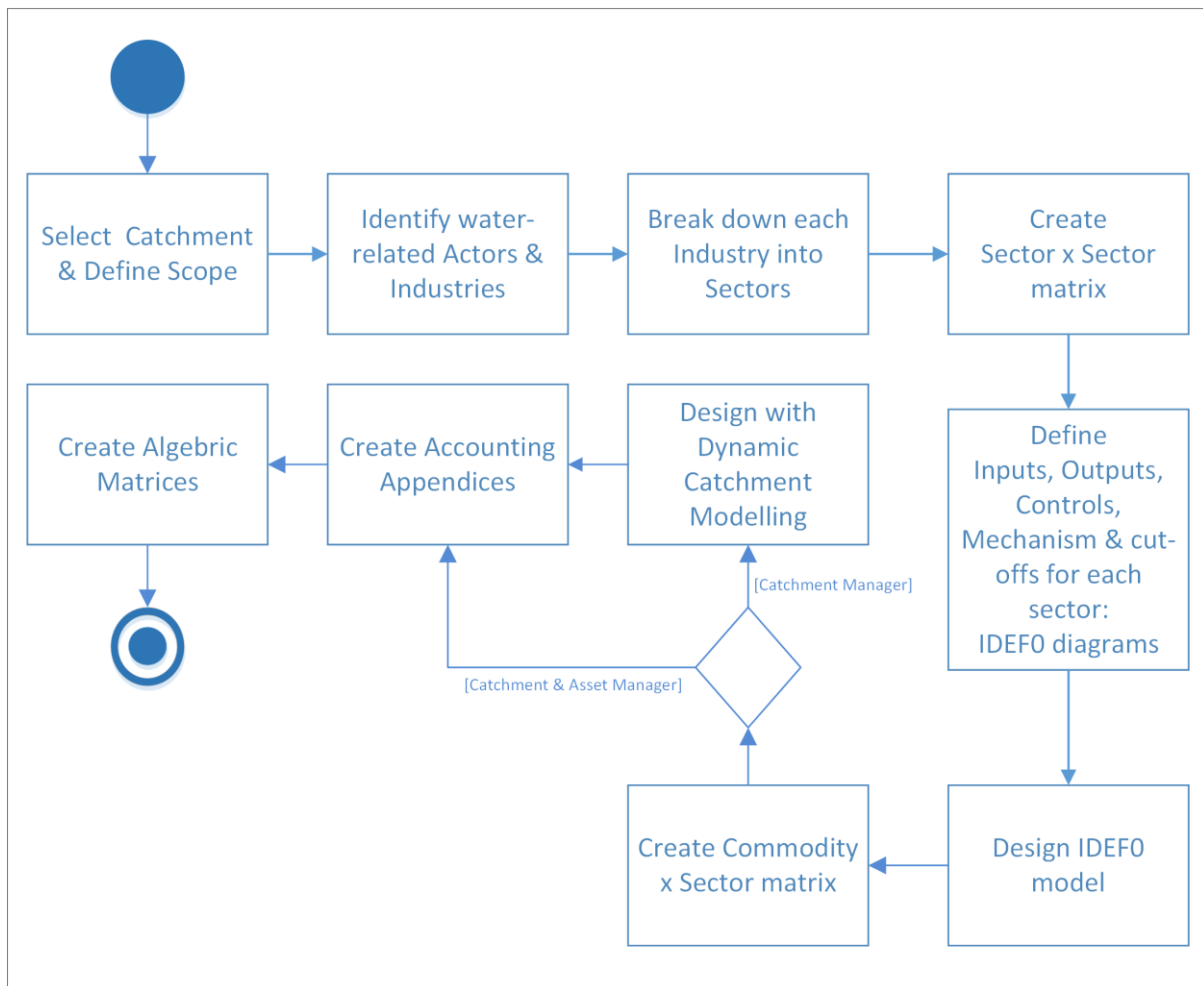 Select Catchment
& Define Scope
Identify water-
related Actors &
Industries
Break down each
Industry into
Sectors
Create
Sector x Sector
matrix
Create Algebric
Matrices
Create Accounting
Appendices
Design with
Dynamic
Catchment
Modelling
Define
Inputs, Outputs,
Controls,
Mechanism & cut-
offs for each
sector:
IDEF0 diagrams
[Catchment Manager]
[Catchment & Asset Manager]
Create Commodity
x Sector matrix
Design IDEF0
model